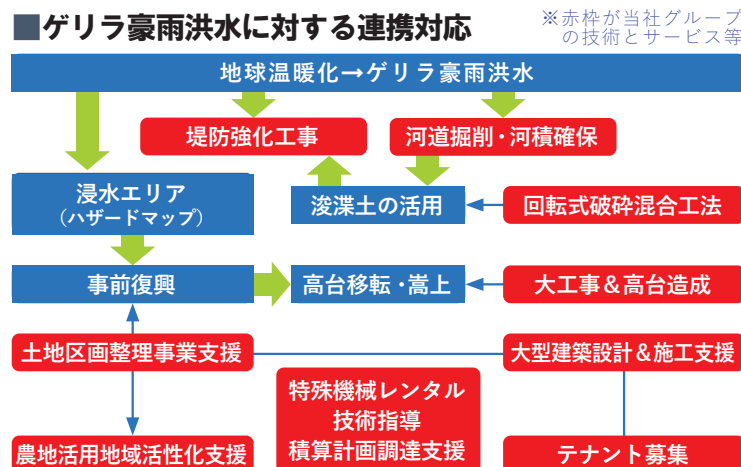 ■ゲリラ豪雨洪水に対する連携対応
※赤枠が当社グループ
の技術とサービス等
地球温暖化→ゲリラ豪雨洪水
堤防強化工事
河道掘削・河積確保
浸水エリア
（ハザードマップ）
浚渫土の活用
回転式破砕混合工法
事前復興
高台移転・嵩上
大工事＆高台造成
土地区画整理事業支援
大型建築設計＆施工支援
特殊機械レンタル
技術指導
積算計画調達支援
農地活用地域活性化支援
テナント募集